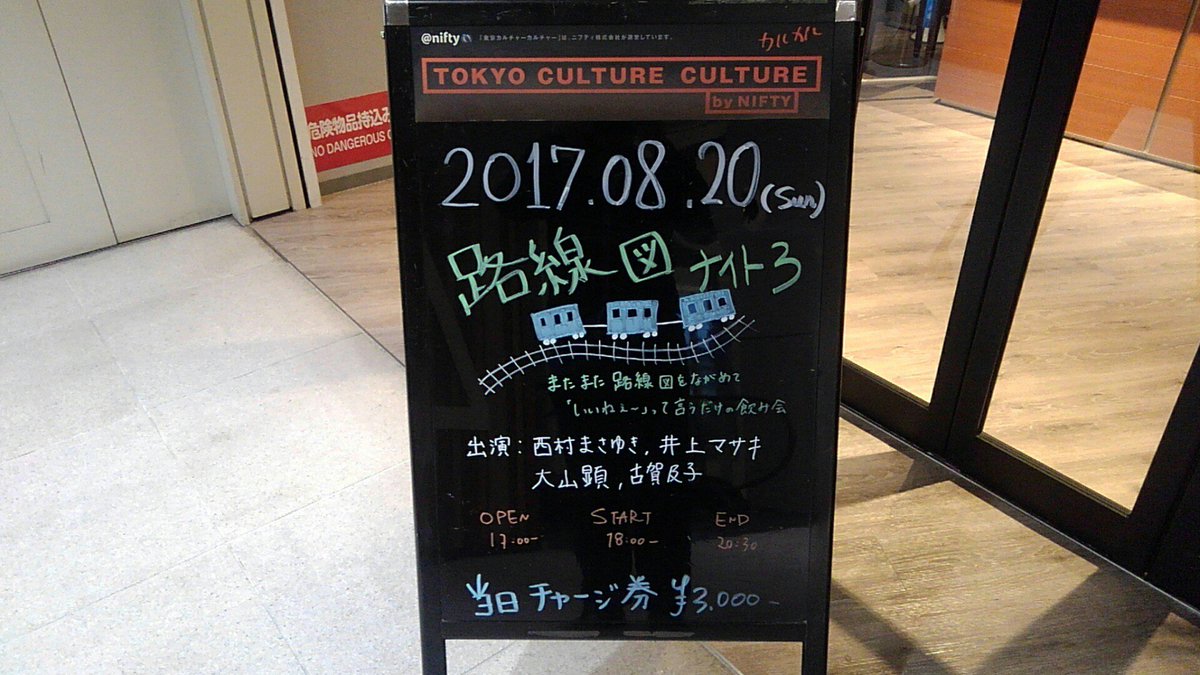 @nifty 「東京カルチャーカルチャー」は、ニフティ株式会社が運営しています。
カルカル
TOKYO CULTURE CULTURE
by NIFTY
危険物品持込み
NO DANGEROUS
2017.08.20(Sun)
路線図ナイト3
またまた路線図をながめて
「いいねぇ〜」って言うだけの飲み会
出演：西村まさゆき,井上マサキ
大山顕,古賀及子
OPEN START END
17:00- 18:00- 20:30
当日チャージ券 ¥3,000-